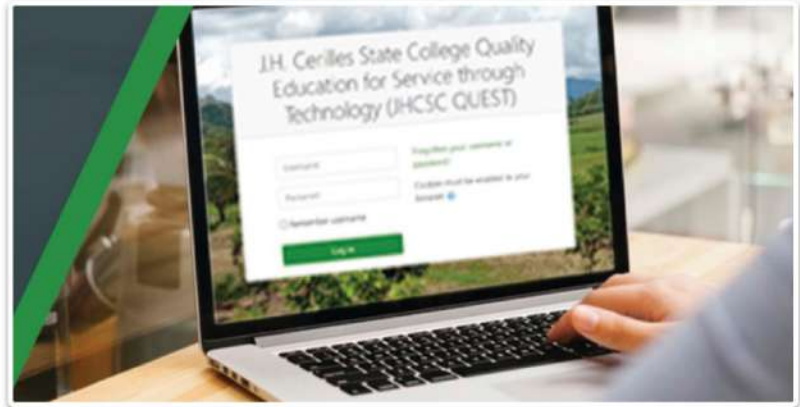 J.H. Cerilles State College Quality
Education for Service through
Technology (JHCSC QUEST)
Username
Forgotten your username or
password?
Password
Cookies must be enabled in your
browser
Remember username
Log in